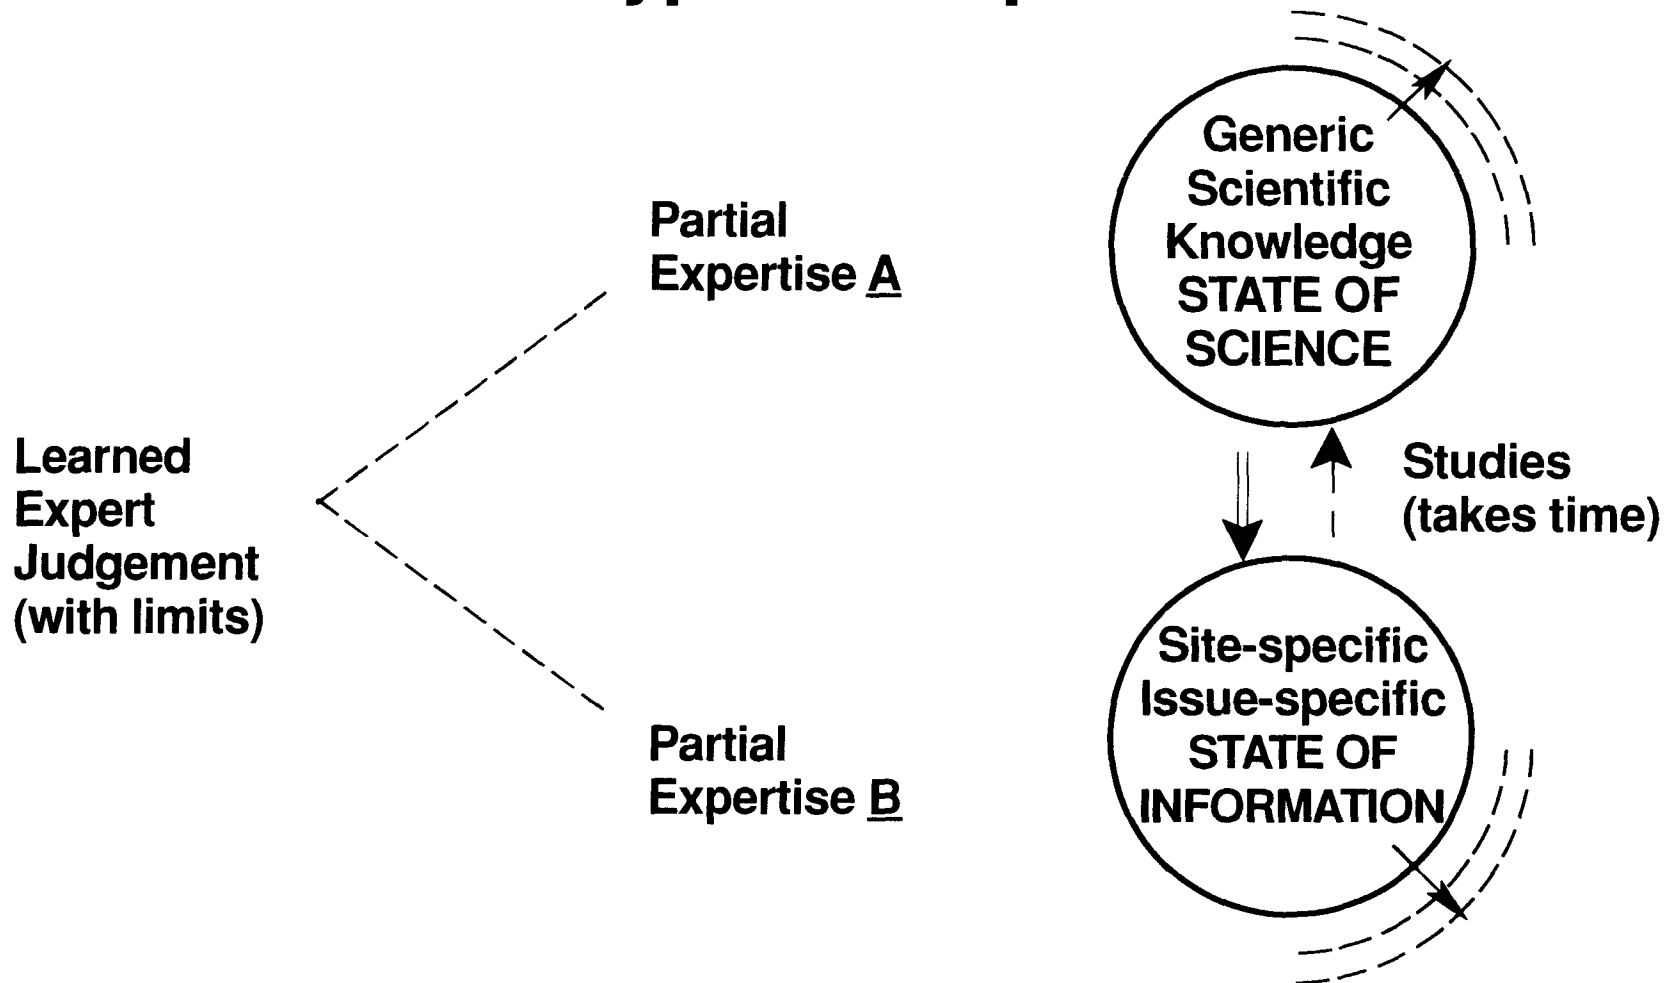 Partial
Expertise A
Generic
Scientific
Knowledge
STATE OF
SCIENCE
Learned
Expert
Judgement
(with limits)
Studies
(takes time)
Partial
Expertise B
Site-specific
Issue-specific
STATE OF
INFORMATION